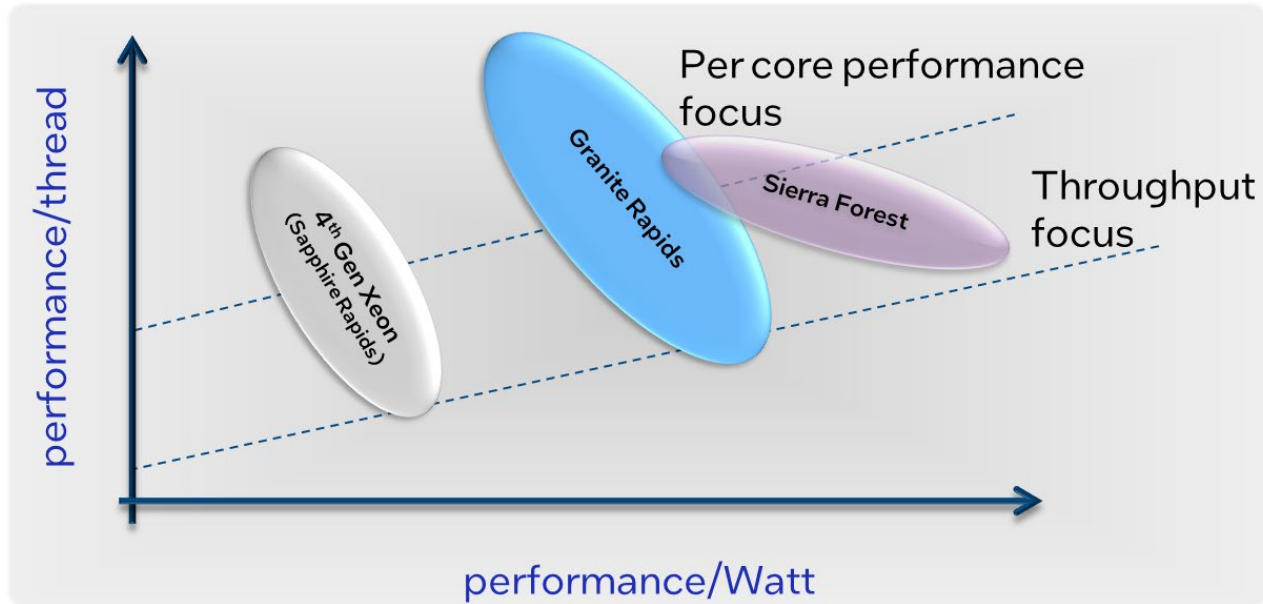 performance/thread
Per core performance
focus
Throughput
focus
4th Gen Xeon
(Sapphire Rapids)
Granite Rapids
Sierra Forest
performance/Watt